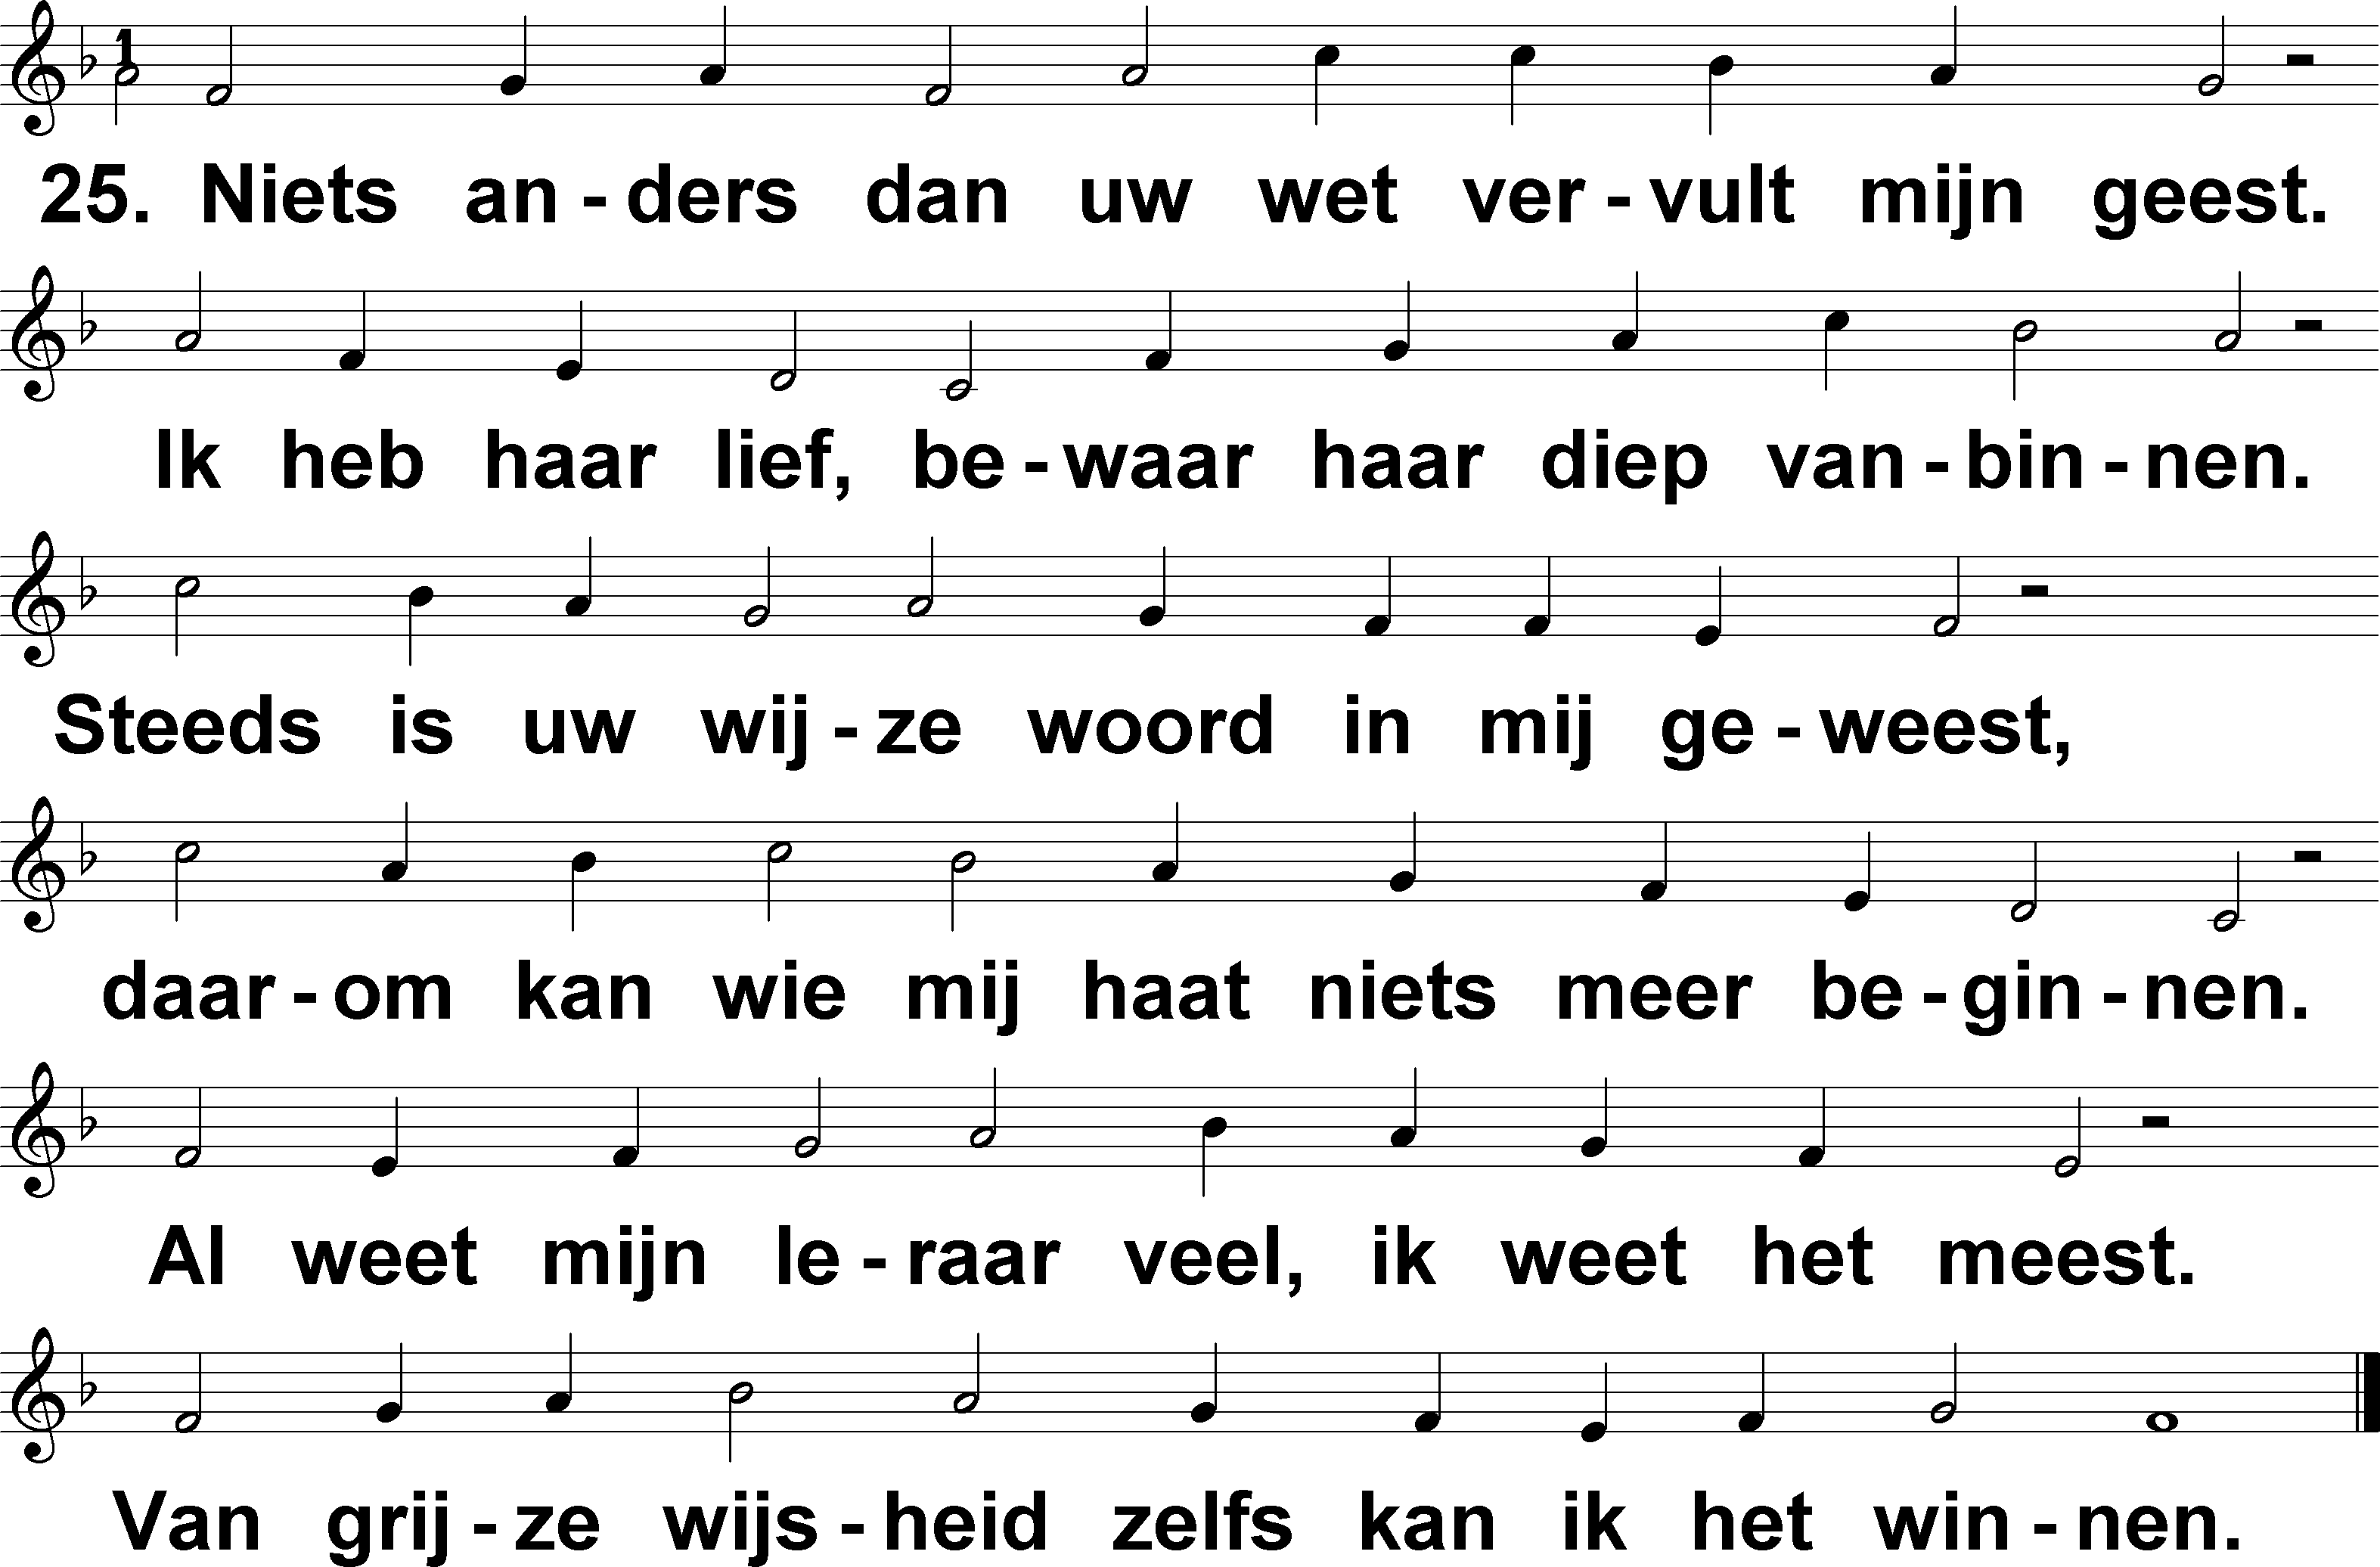 25. Niets an - ders dan uw wet ver - vult mijn geest.
Ik heb haar lief, be - waar haar diep van - bin - nen.
Steeds is uw wij - ze woord in mij ge - weest,
daar - om kan wie mij haat niets meer be - gin - nen.
Al weet mijn le - raar veel, ik weet het meest.
Van grij - ze wijs - heid zelfs kan ik het win - nen.